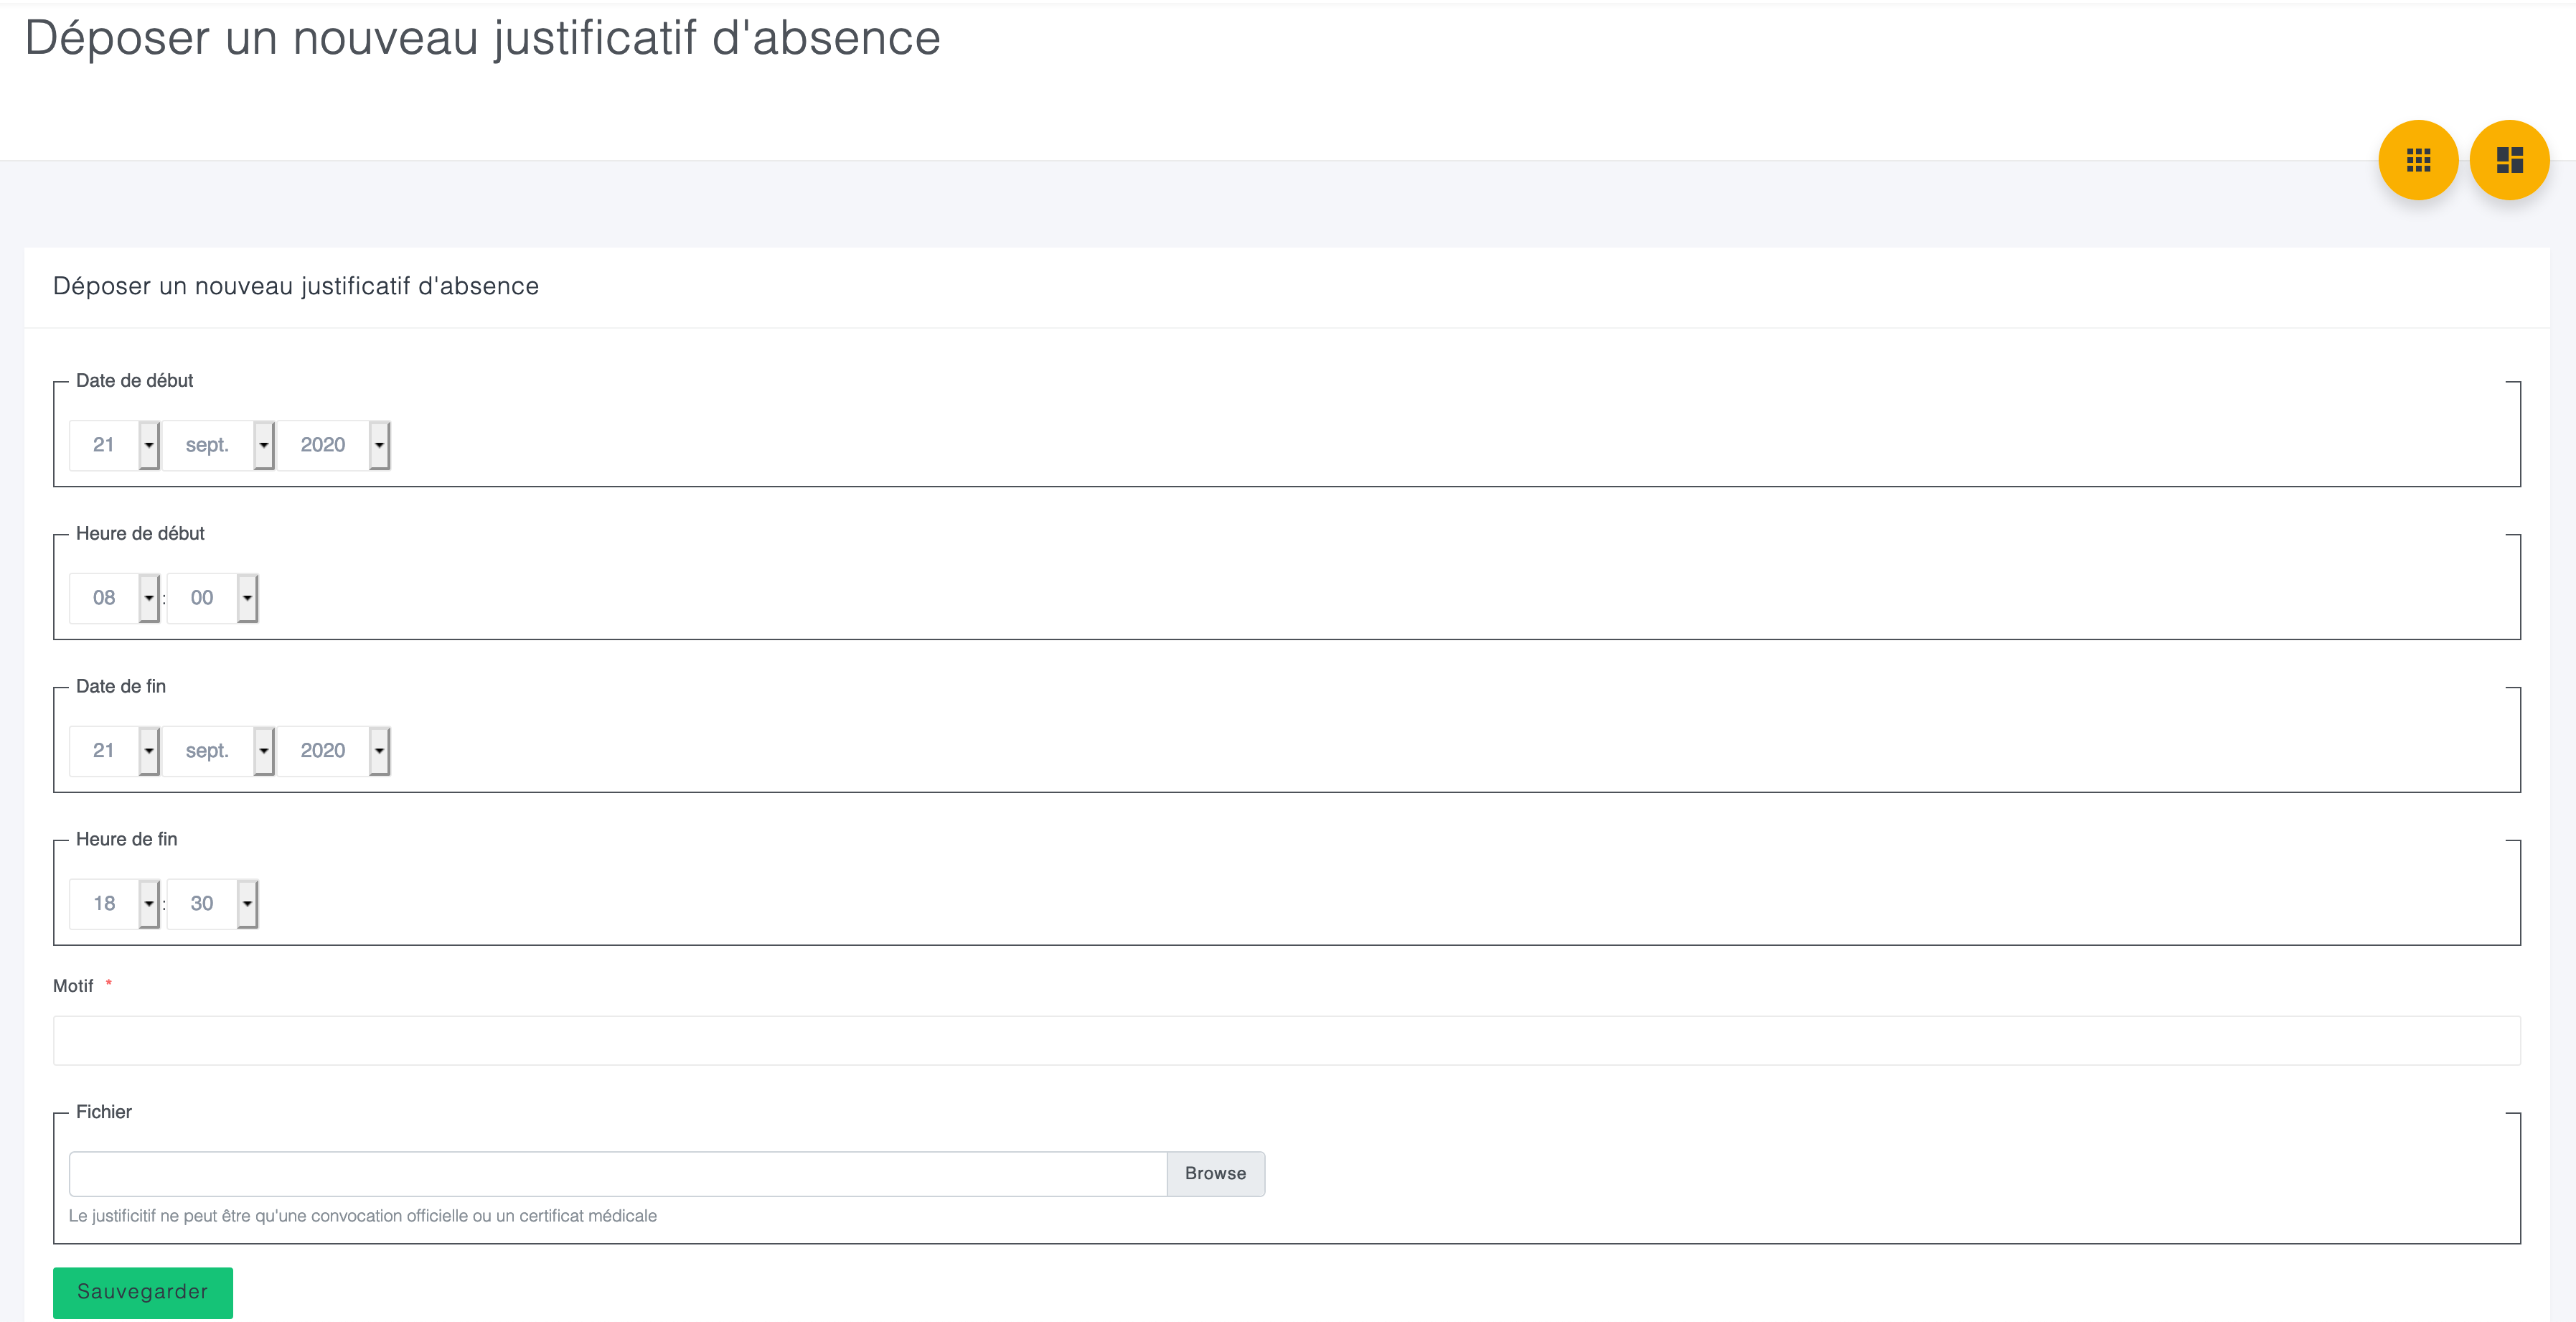 Déposer un nouveau justificatif d'absence
Déposer un nouveau justificatif d'absence
Date de début
21 sept. 2020
Heure de début
08 : 00
Date de fin
21 sept. 2020
Heure de fin
18 : 30
Motif *
Fichier
Browse
Le justificitif ne peut être qu'une convocation officielle ou un certificat médicale
Sauvegarder